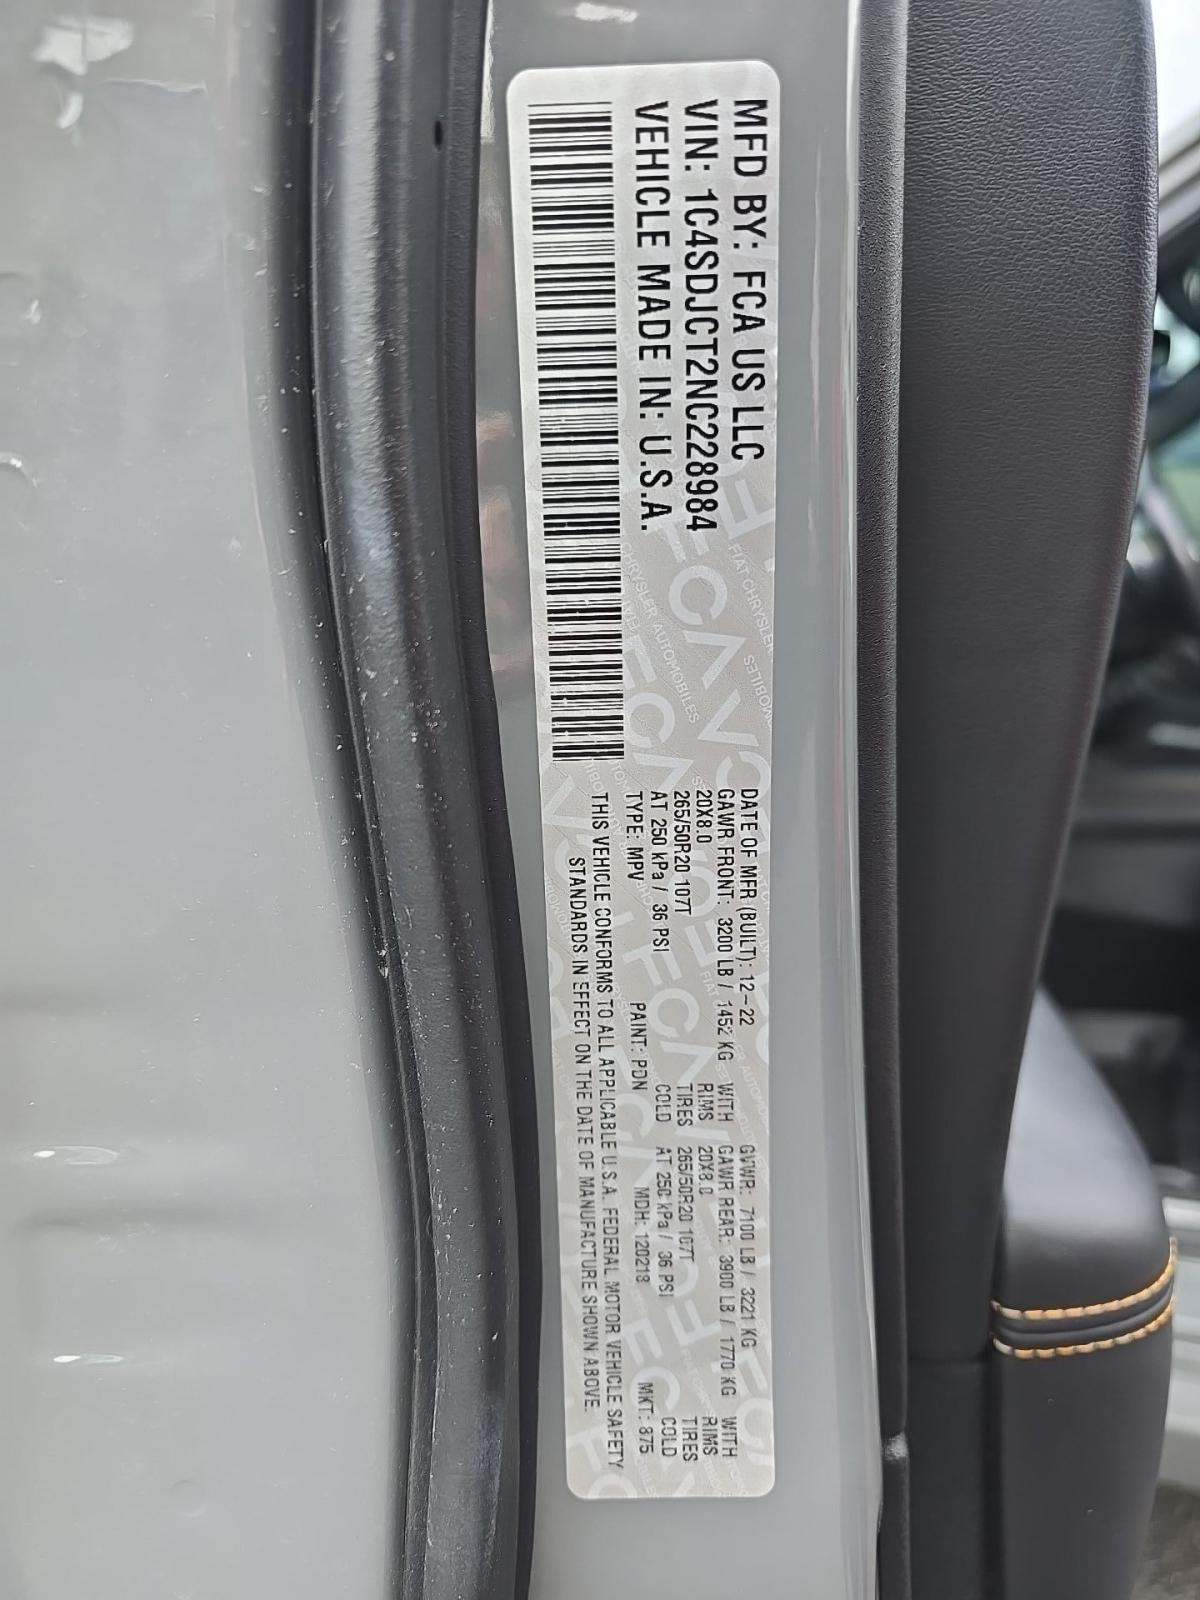 MFD BY: FCA US LLC
VIN: 1C4SDJCT2NC228984
VEHICLE MADE IN: U.S.A.
DATE OF MFR (BUILT): 12-22 GVWR: 7100 LB / 3221 KG
GAWR FRONT: 3200 LB / 1452 KG WITH GAWR REAR: 3900 LB / 1770 KG WITH
20X8.0 RIMS 20X8.0 RIMS
265/50R20 107T TIRES 265/50R20 107T TIRES
AT 250 kPa / 36 PSI COLD AT 250 kPa / 36 PSI COLD
TYPE: MPV PAINT: PDN MDH: 120218 MKT: 875
THIS VEHICLE CONFORMS TO ALL APPLICABLE U.S.A. FEDERAL MOTOR VEHICLE SAFETY
STANDARDS IN EFFECT ON THE DATE OF MANUFACTURE SHOWN ABOVE.
FCA
FIAT CHRYSLER AUTOMOBILES